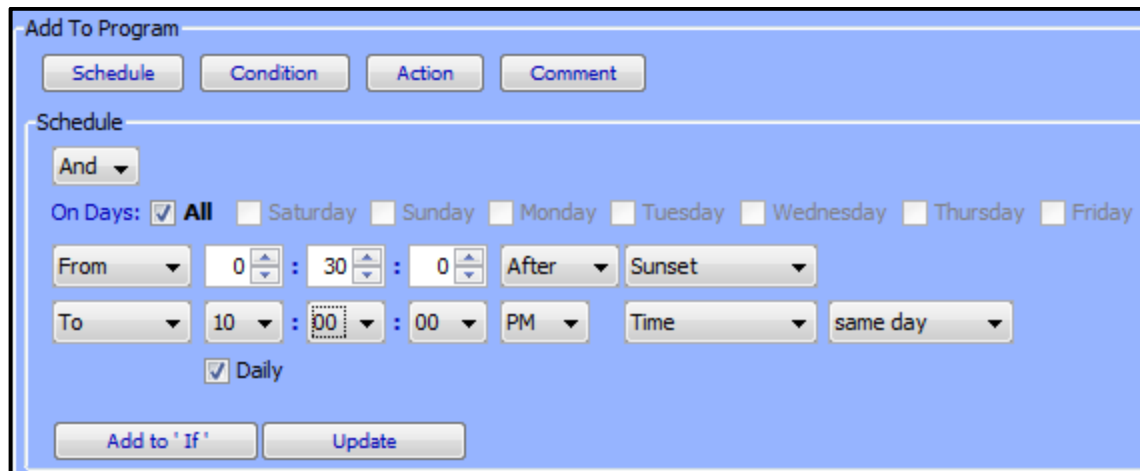 Add To Program
Schedule Condition Action Comment
Schedule
And
On Days: All Saturday Sunday Monday Tuesday Wednesday Thursday Friday
From 0 : 30 : 0 After Sunset
To 10 : 00 : 00 PM Time same day
Daily
Add to ' If ' Update